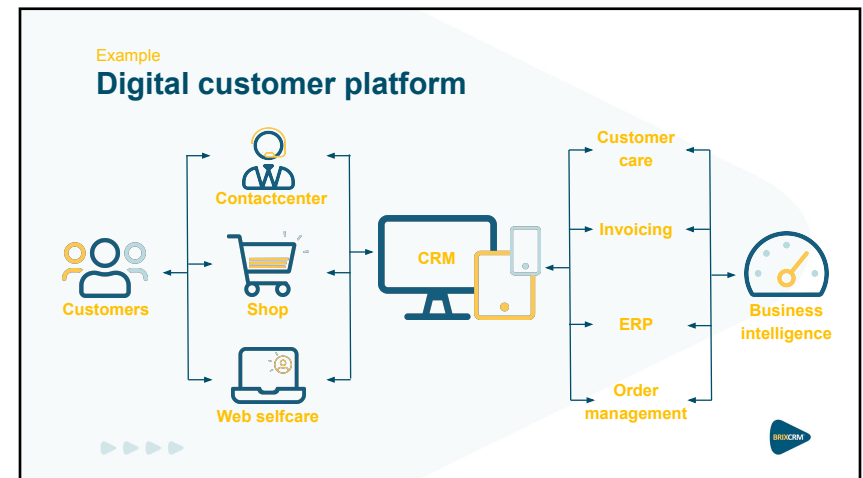 Example
Digital customer platform
Contactcenter
Customers
Shop
Web selfcare
CRM
Customer
care
Invoicing
ERP
Order
management
Business
intelligence
BRIXCRM